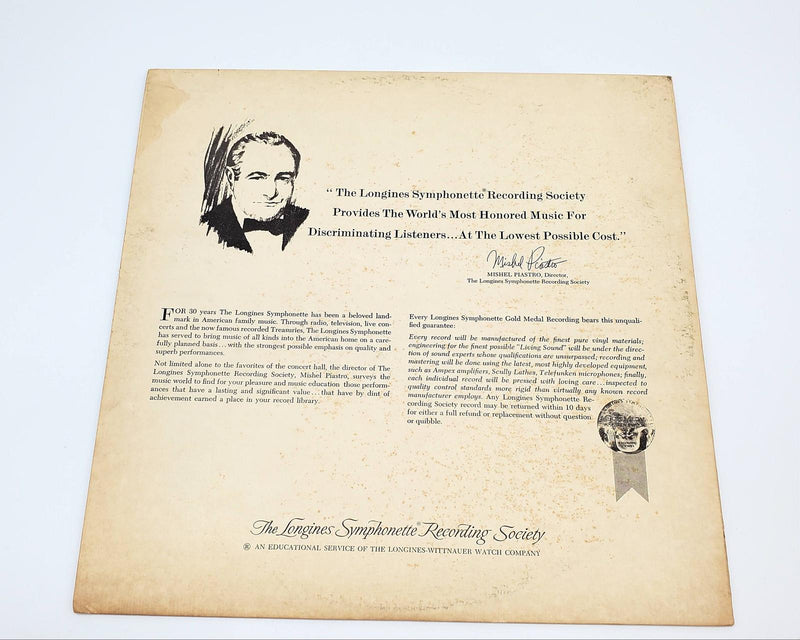 “ The Longines Symphonette® Recording Society
Provides The World's Most Honored Music For
Discriminating Listeners...At The Lowest Possible Cost.”
Mishel Piastro
MISHEL PIASTRO, Director,
The Longines Symphonette Recording Society
FOR 30 years The Longines Symphonette has been a beloved land-
mark in American family music. Through radio, television, live con-
certs and the now famous recorded Treasuries, The Longines Symphonette
has served to bring music of all kinds into the American home on a care-
fully planned basis...with the strongest possible emphasis on quality and
superb performances.
Not limited alone to the favorites of the concert hall, the director of The
Longines Symphonette Recording Society, Mishel Piastro, surveys the
music world to find for your pleasure and music education those perform-
ances that have a lasting and significant value...that have by dint of
achievement earned a place in your record library.
Every Longines Symphonette Gold Medal Recording bears this unquali-
fied guarantee:
Every record will be manufactured of the finest pure vinyl materials;
engineering for the finest possible "Living Sound" will be under the direc-
tion of sound experts whose qualifications are unsurpassed; recording and
mastering will be done using the latest, most highly developed equipment,
such as Ampex amplifiers, Scully Lathes, Telefunken microphones; finally,
each individual record will be pressed with loving care...inspected to
quality control standards more rigid than virtually any known record
manufacturer employs. Any Longines Symphonette Re-
cording Society record may be returned within 10 days
for either a full refund or replacement without question
or quibble.
The Longines Symphonette® Recording Society
® AN EDUCATIONAL SERVICE OF THE LONGINES-WITTNAUER WATCH COMPANY